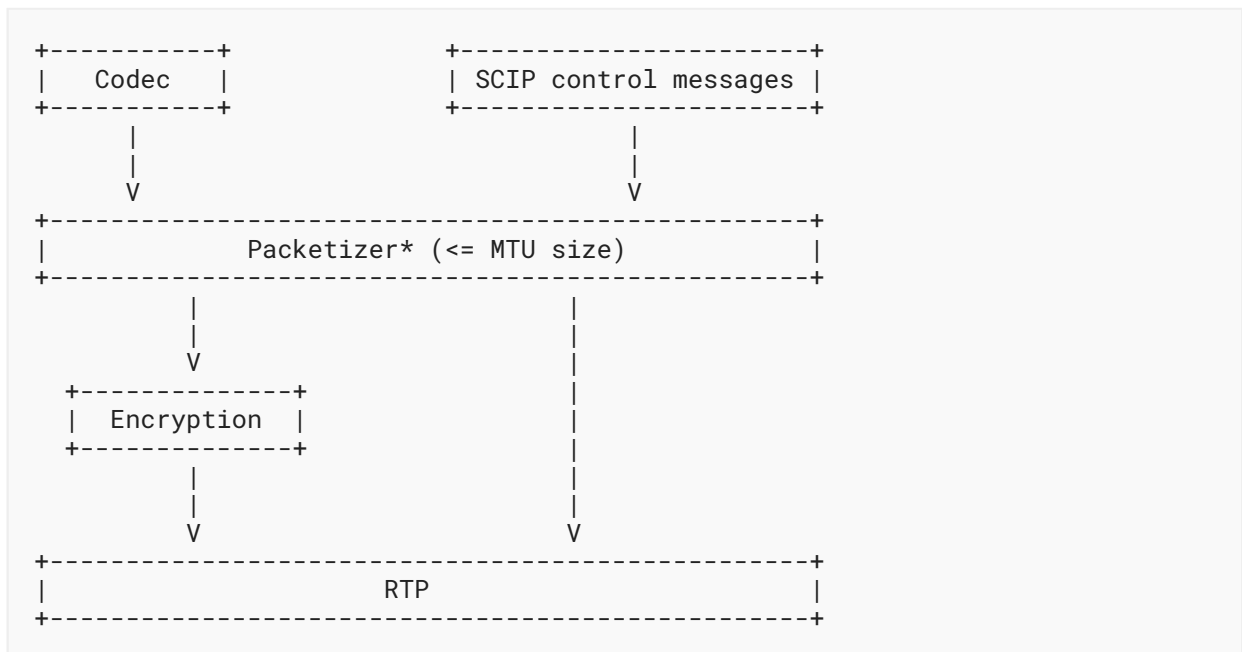 +-----------+              +-----------------------+
|   Codec   |              | SCIP control messages |
+-----------+              +-----------------------+
      |                                |
      |                                |
      V                                V
+--------------------------------------------------+
|             Packetizer* (<= MTU size)            |
+--------------------------------------------------+
          |                        |
          |                        |
          V                        |
  +--------------+                 |
  |  Encryption  |                 |
  +--------------+                 |
          |                        |
          |                        |
          V                        V
+--------------------------------------------------+
|                      RTP                         |
+--------------------------------------------------+